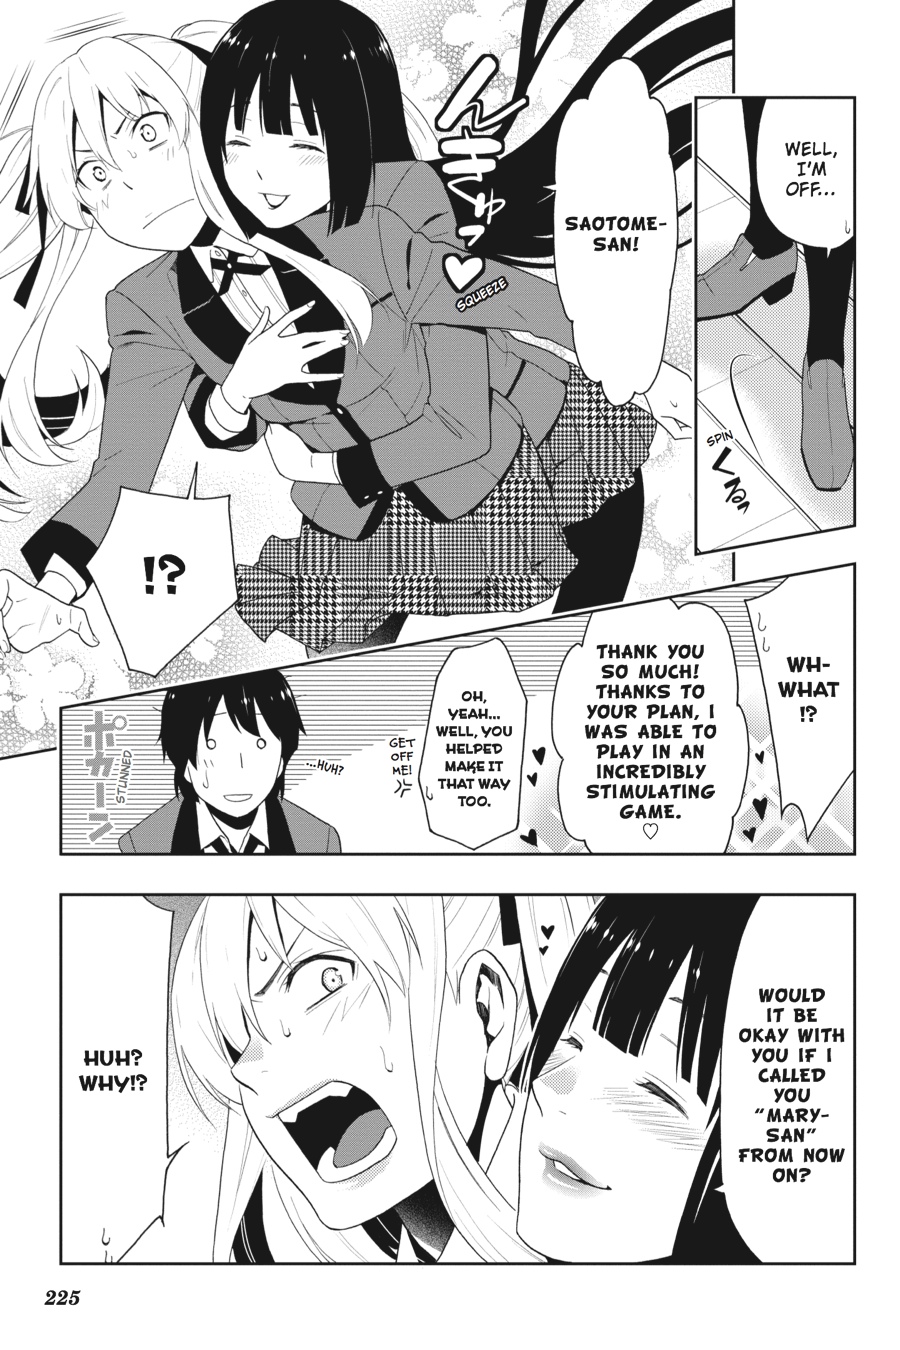 WELL,
I'M
OFF...
SPIN
くるっ
SAOTOME-
SAN!
んきゅっ♡
SQUEEZE
!?
WH-
WHAT
!?
THANK YOU
SO MUCH!
THANKS TO
YOUR PLAN, I
WAS ABLE TO
PLAY IN AN
INCREDIBLY
STIMULATING
GAME.
♡
OH,
YEAH...
WELL, YOU
HELPED
MAKE IT
THAT WAY
TOO.
GET
OFF
ME!
...HUH?
ポカーン
STUNNED
WOULD
IT BE
OKAY WITH
YOU IF I
CALLED
YOU
"MARY-
SAN"
FROM NOW
ON?
HUH?
WHY!?
225